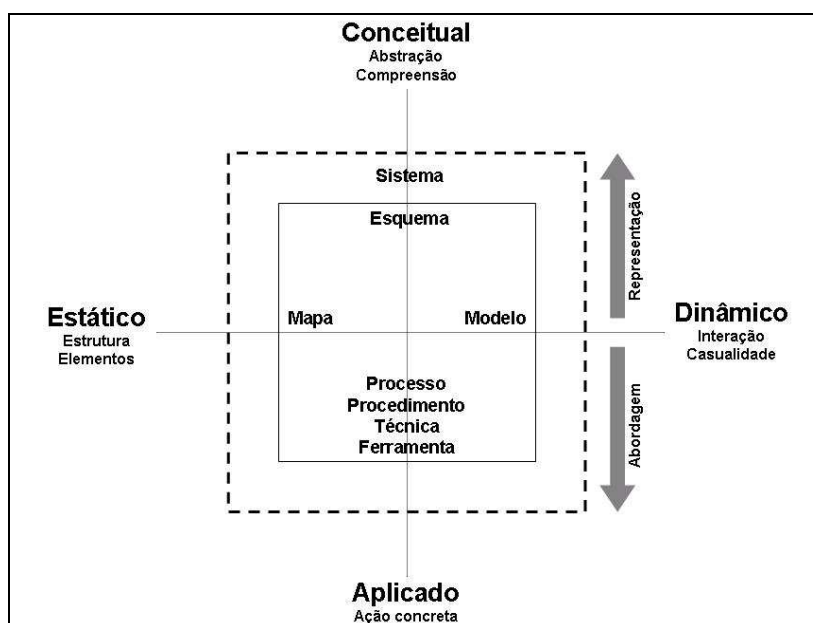 Conceitual
Abstração
Compreensão
Sistema
Esquema
Representação
Estático
Estrutura
Elementos
Mapa
Modelo
Dinâmico
Interação
Casualidade
Processo
Procedimento
Técnica
Ferramenta
Abordagem
Aplicado
Ação concreta